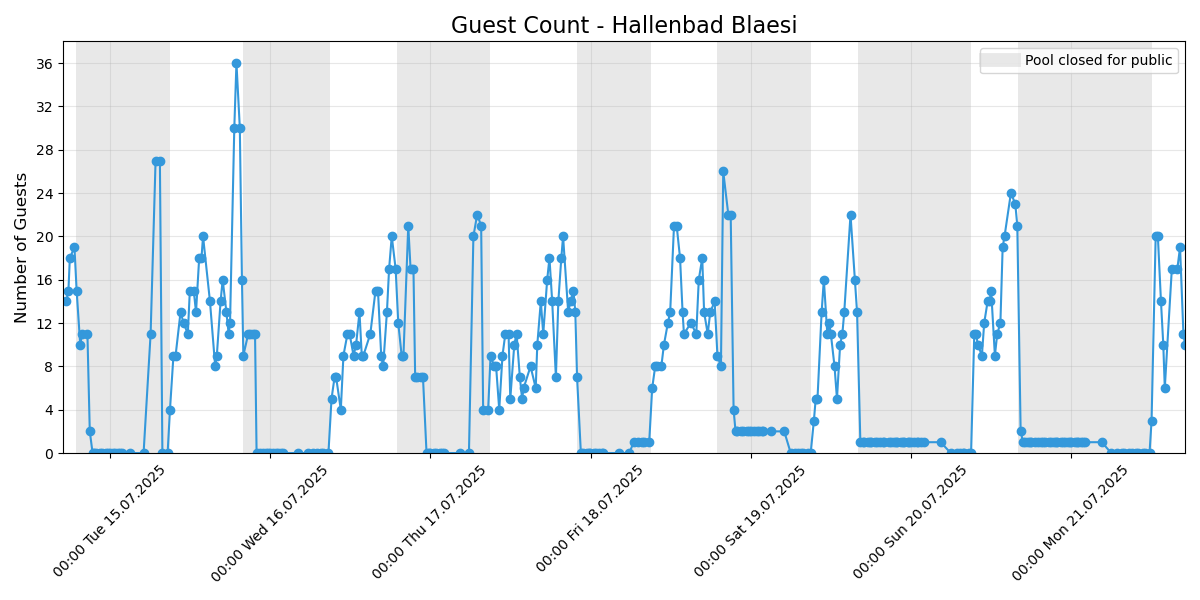 Guest Count - Hallenbad Blaesi
Pool closed for public
Number of Guests
36
32
28
24
20
16
12
8
4
0
00:00 Tue 15.07.2025
00:00 Wed 16.07.2025
00:00 Thu 17.07.2025
00:00 Fri 18.07.2025
00:00 Sat 19.07.2025
00:00 Sun 20.07.2025
00:00 Mon 21.07.2025